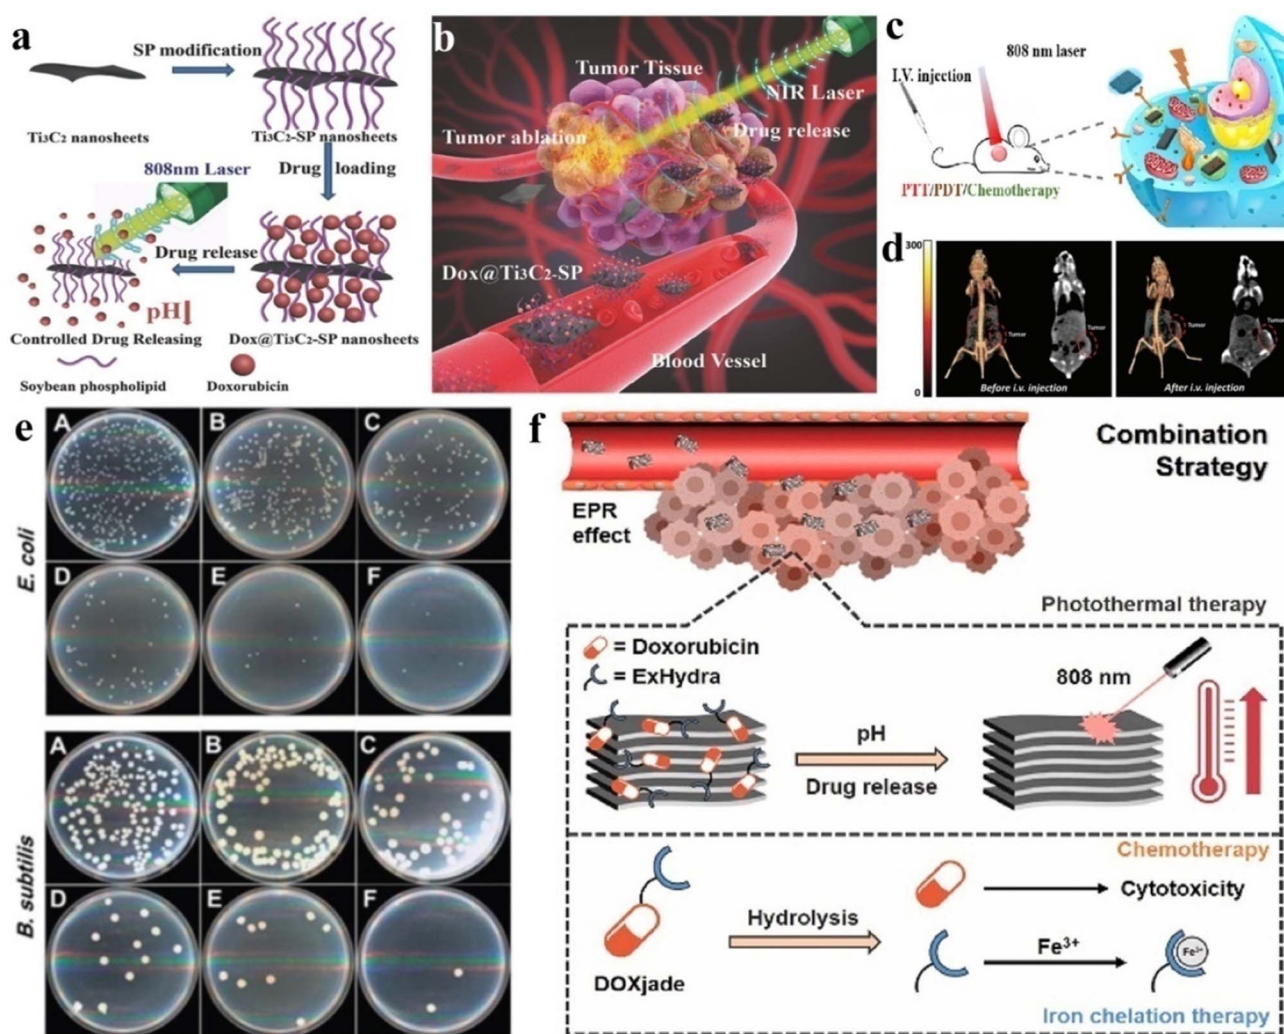 a
SP modification
Ti3C2 nanosheets
Ti3C2-SP nanosheets
808nm Laser
Drug loading
Drug release
pH
Controlled Drug Releasing
Dox@Ti3C2-SP nanosheets
Soybean phospholipid
Doxorubicin
b
Tumor Tissue
NIR Laser
Tumor ablation
Drug release
Dox@Ti3C2-SP
Blood Vessel
c
808 nm laser
I.V. injection
PTT/PDT/Chemotherapy
d
300
0
Tumor
Tumor
Before i.v. injection
Tumor
Tumor
After i.v. injection
e
E. coli
A
B
C
D
E
F
B. subtilis
A
B
C
D
E
F
f
Combination
Strategy
EPR
effect
Photothermal therapy
= Doxorubicin
= ExHydra
808 nm
pH
Drug release
Chemotherapy
Cytotoxicity
Hydrolysis
Fe3+
Fe3+
DOXjade
Iron chelation therapy